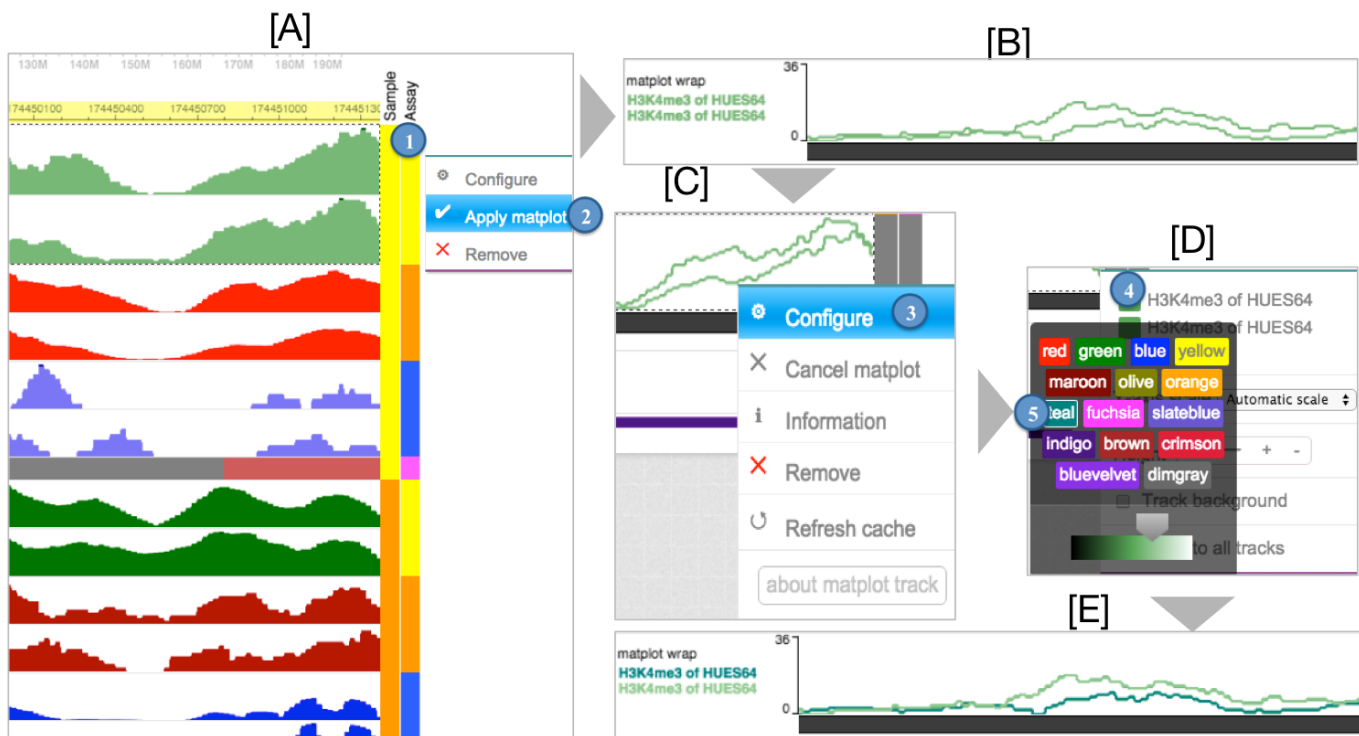 [A]
130M 140M 150M 160M 170M 180M 190M
174450100 174450400 174450700 174451000
Sample
Assay
1
Configure
Apply matplot
2
Remove
[B]
matplot wrap
H3K4me3 of HUES64
H3K4me3 of HUES64
36
0
[C]
Configure
3
Cancel matplot
Information
Remove
Refresh cache
about matplot track
[D]
4
H3K4me3 of HUES64
H3K4me3 of HUES64
red green blue yellow
maroon olive orange
Automatic scale
5
teal fuchsia slateblue
indigo brown crimson
+ -
bluevelvet dimgray
Track background
to all tracks
[E]
matplot wrap
H3K4me3 of HUES64
H3K4me3 of HUES64
36
0